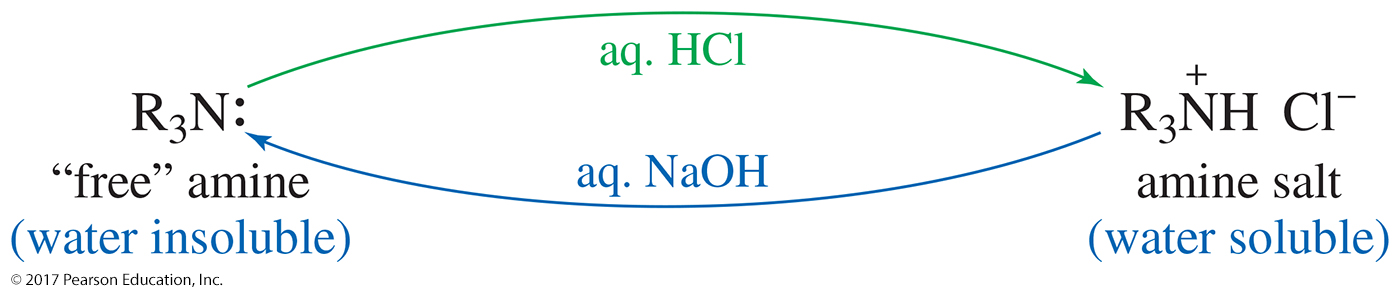 aq. HCl
R₃N:
R₃N⁺H Cl⁻
aq. NaOH
“free” amine
amine salt
(water insoluble)
(water soluble)
© 2017 Pearson Education, Inc.